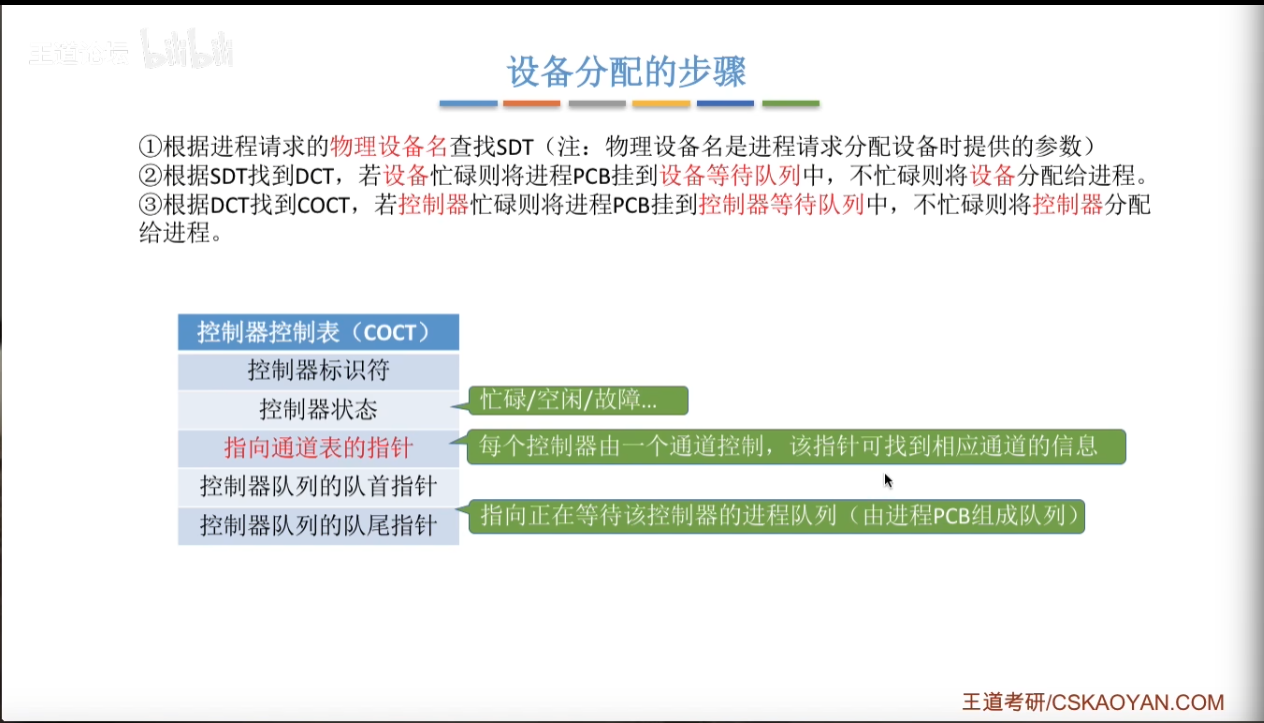 王道论坛 bilibili
设备分配的步骤
①根据进程请求的物理设备名查找SDT（注：物理设备名是进程请求分配设备时提供的参数）
②根据SDT找到DCT，若设备忙碌则将进程PCB挂到设备等待队列中，不忙碌则将设备分配给进程。
③根据DCT找到COCT，若控制器忙碌则将进程PCB挂到控制器等待队列中，不忙碌则将控制器分配
给进程。
控制器控制表（COCT）
控制器标识符
控制器状态
忙碌/空闲/故障...
指向通道表的指针
每个控制器由一个通道控制，该指针可找到相应通道的信息
控制器队列的队首指针
控制器队列的队尾指针
指向正在等待该控制器的进程队列（由进程PCB组成队列）
王道考研/CSKAOYAN.COM